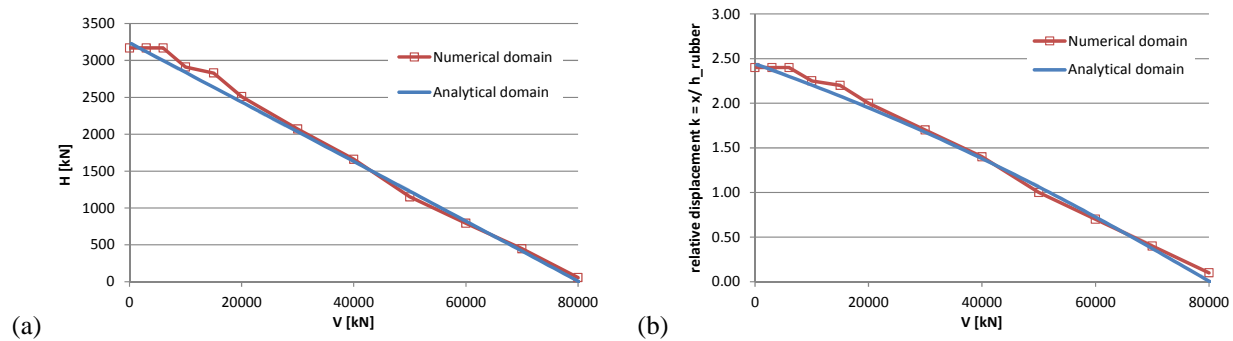 3500
3000
2500
2000
1500
1000
500
0
H [kN]
0
20000
40000
60000
80000
V [kN]
Numerical domain
Analytical domain
(a)
3.00
2.50
2.00
1.50
1.00
0.50
0.00
relative displacement k = x/ h_rubber
0
20000
40000
60000
80000
V [kN]
Numerical domain
Analytical domain
(b)